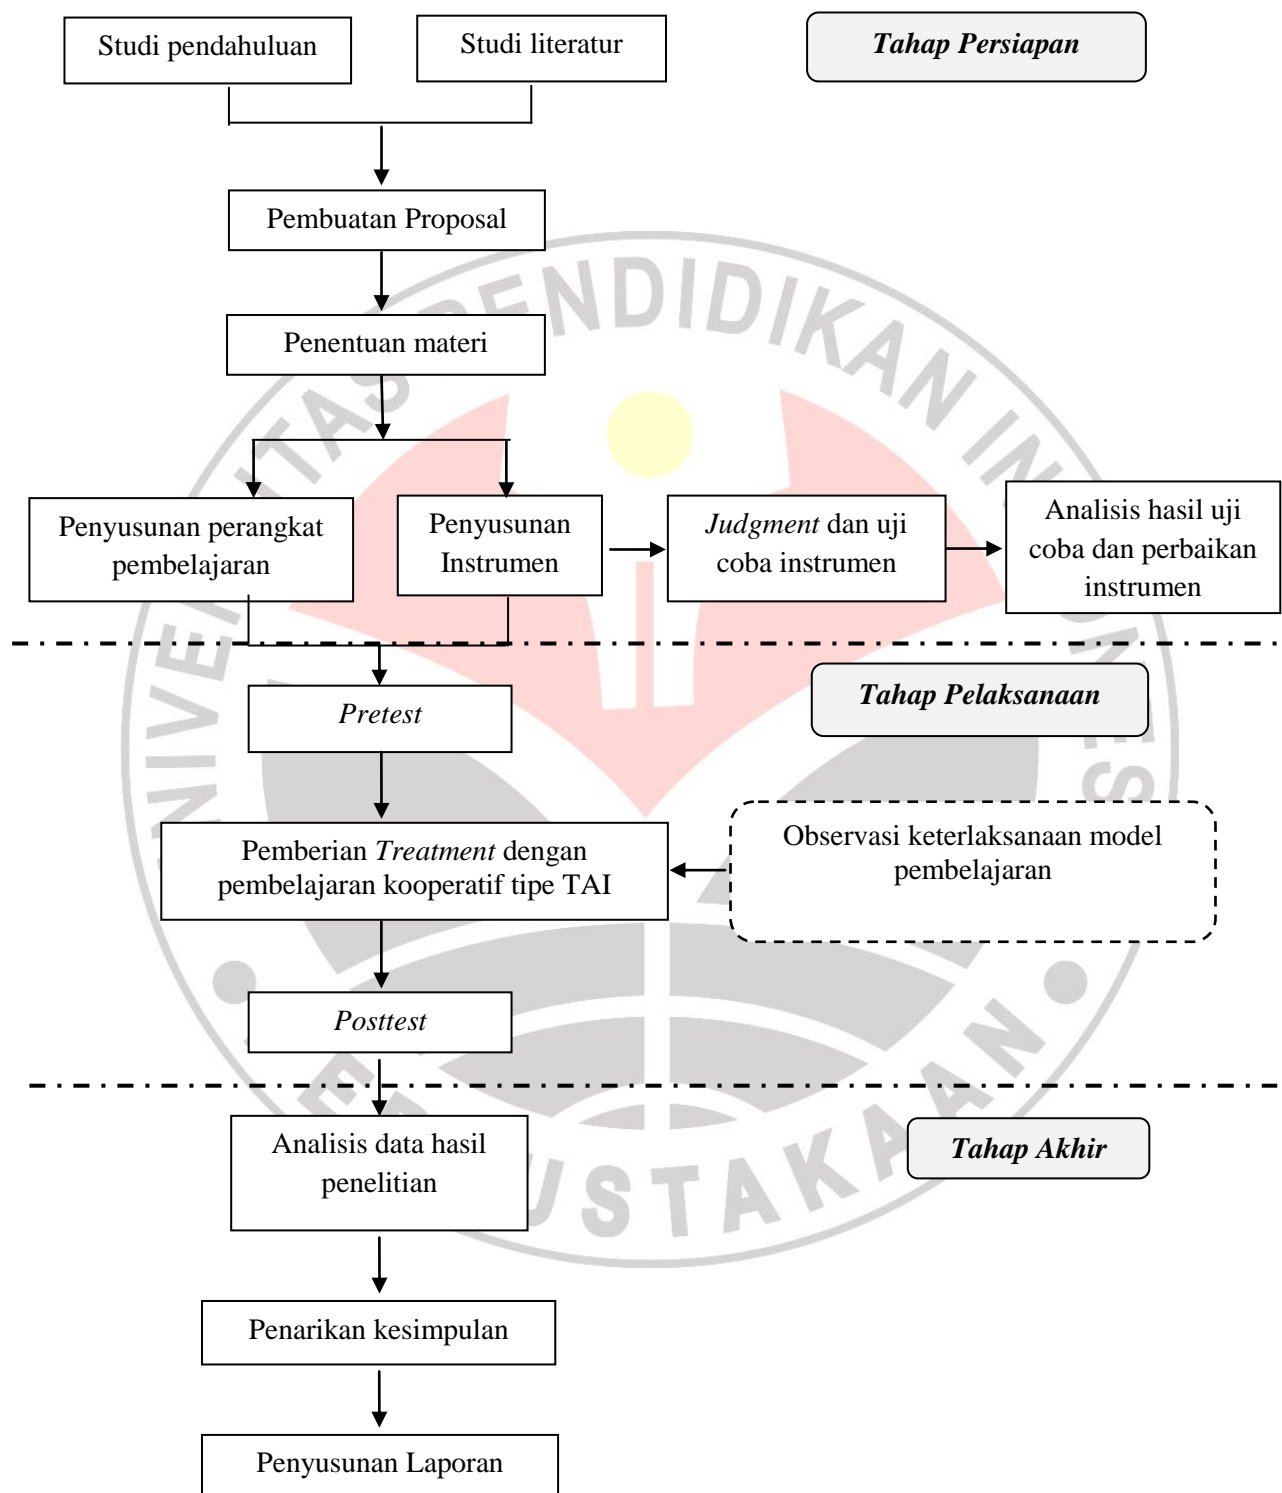 Studi pendahuluan
Studi literatur
Tahap Persiapan
Pembuatan Proposal
Penentuan materi
Penyusunan perangkat
pembelajaran
Penyusunan
Instrumen
Judgment dan uji
coba instrumen
Analisis hasil uji
coba dan perbaikan
instrumen
Tahap Pelaksanaan
Pretest
Pemberian Treatment dengan
pembelajaran kooperatif tipe TAI
Observasi keterlaksanaan model
pembelajaran
Posttest
Tahap Akhir
Analisis data hasil
penelitian
Penarikan kesimpulan
Penyusunan Laporan